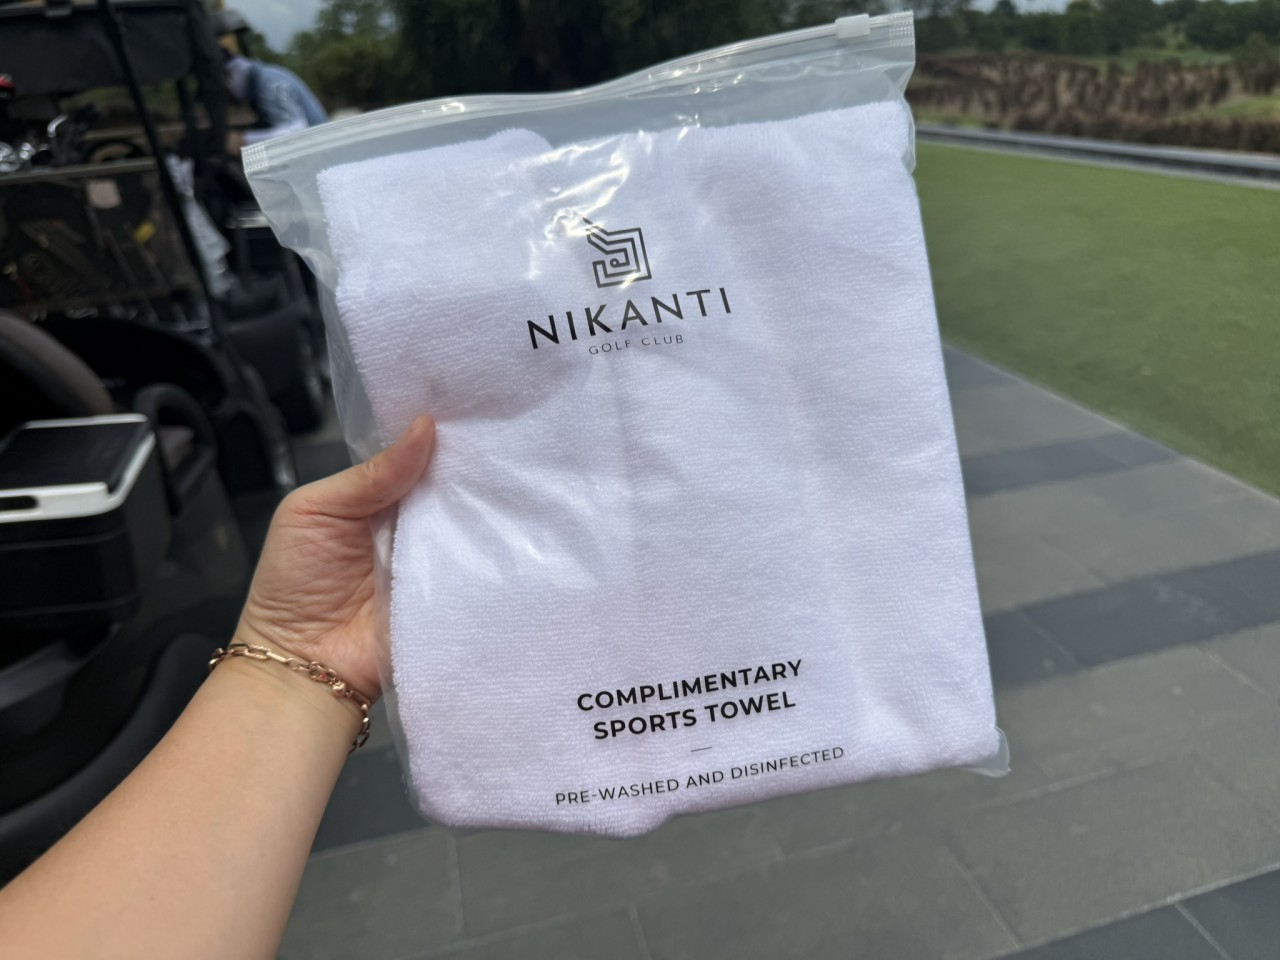 NIKANTI
GOLF CLUB
COMPLIMENTARY
SPORTS TOWEL
PRE-WASHED AND DISINFECTED